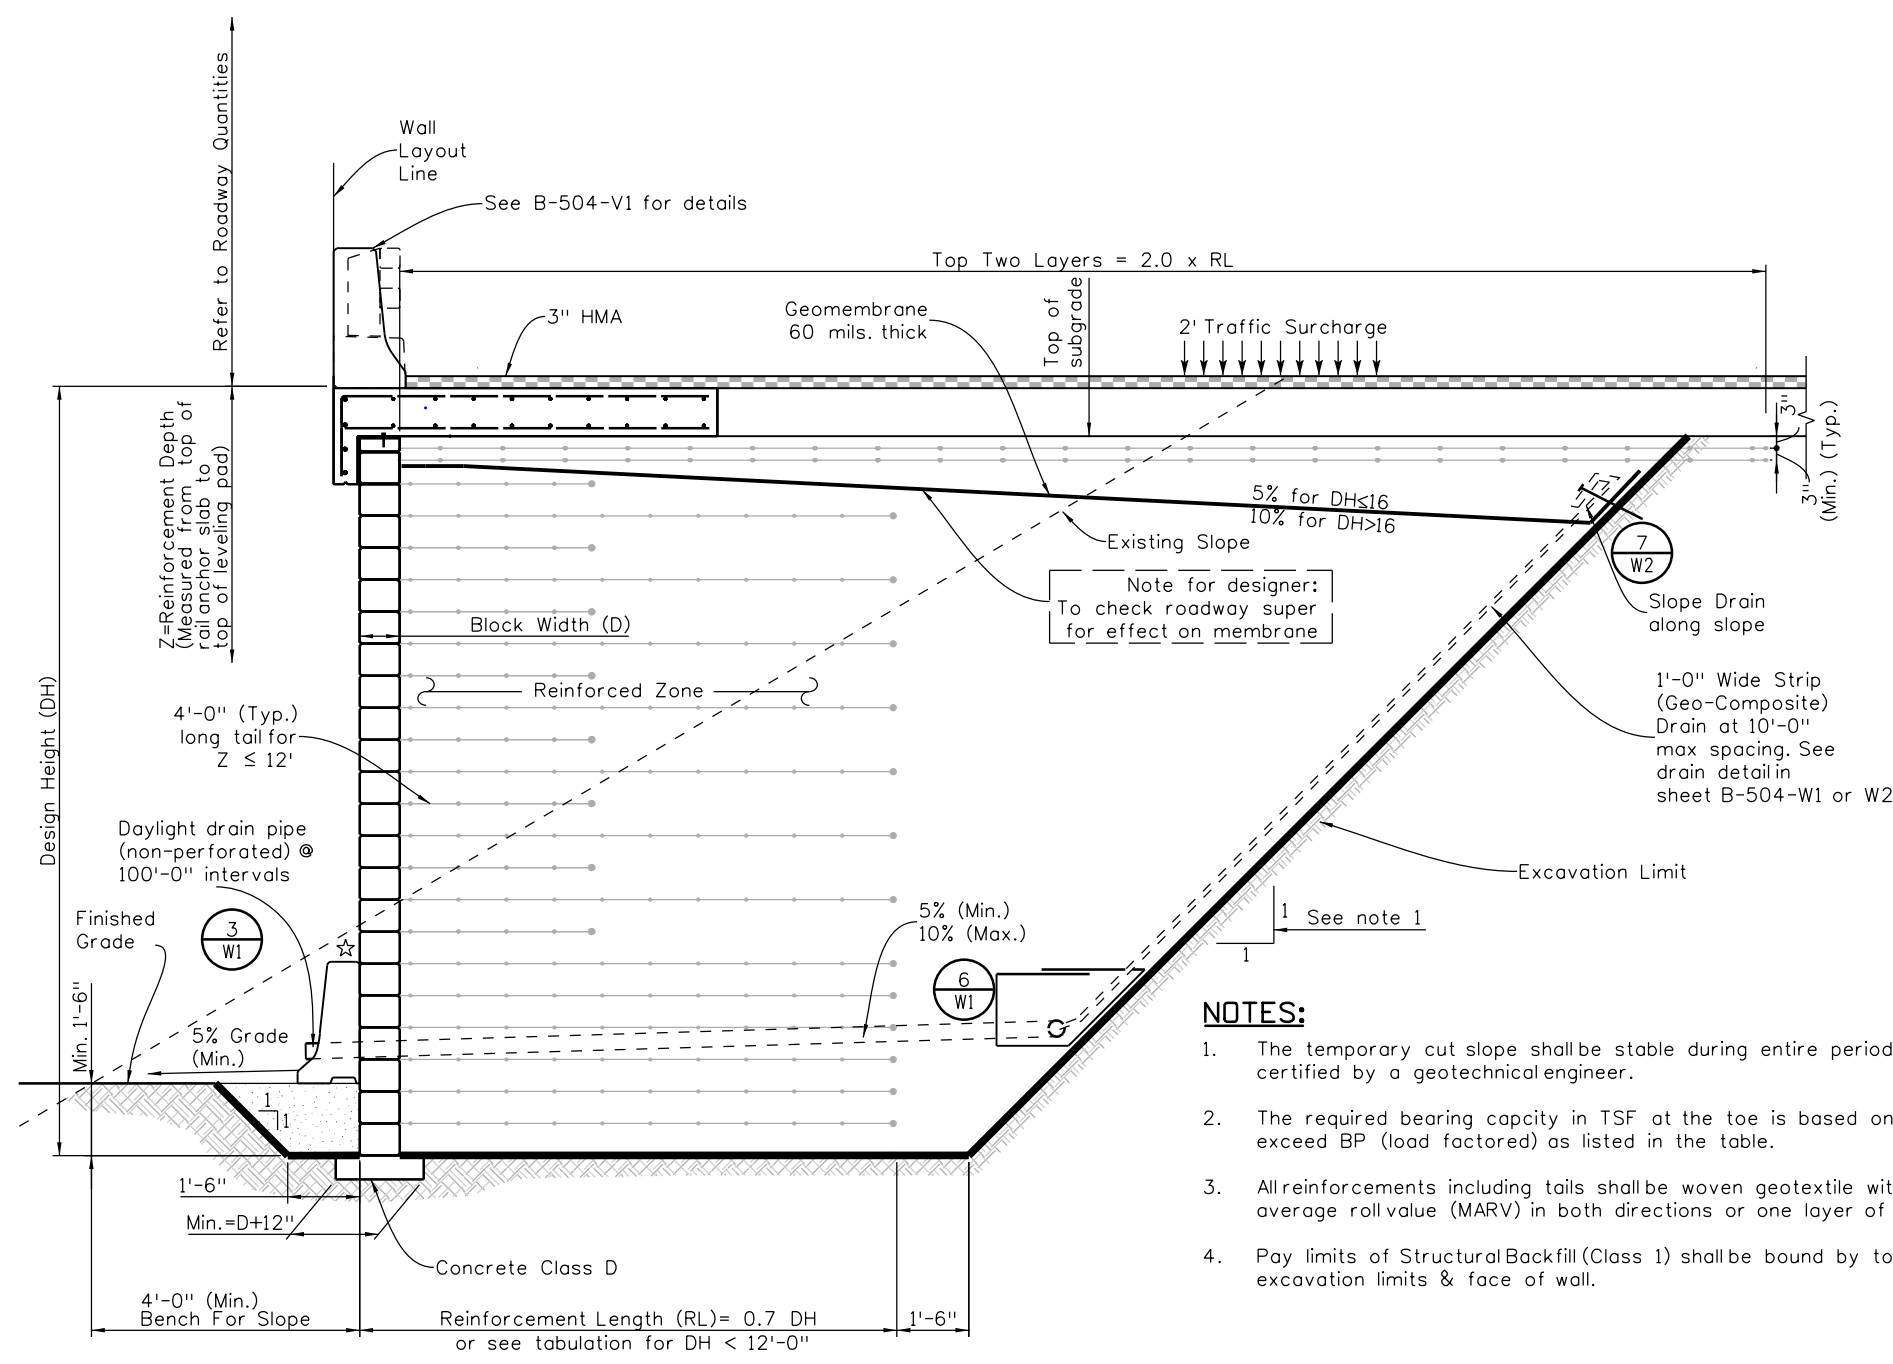 Refer to Roadway Quantities
Wall
Layout
Line
See B-504-V1 for details
Top Two Layers = 2.0 x RL
3" HMA
Geomembrane
60 mils. thick
Top of
subgrade
2' Traffic Surcharge
Z=Reinforcement Depth
(Measured from top of
rail anchor slab to
top of leveling pad)
3"
3"
(Min.) (Typ.)
5% for DH≤16
10% for DH>16
Existing Slope
7
W2
Note for designer:
To check roadway super
for effect on membrane
Slope Drain
along slope
Block Width (D)
Reinforced Zone
1'-0" Wide Strip
(Geo-Composite)
Drain at 10'-0"
max spacing. See
drain detail in
sheet B-504-W1 or W2
4'-0" (Typ.)
long tail for
Z ≤ 12'
Design Height (DH)
Daylight drain pipe
(non-perforated) @
100'-0" intervals
Excavation Limit
1
See note 1
1
Finished
Grade
3
W1
5% (Min.)
10% (Max.)
6
W1
Min. 1'-6"
5% Grade
(Min.)
1
1
1'-6"
Min.=D+12"
Concrete Class D
4'-0" (Min.)
Bench For Slope
Reinforcement Length (RL)= 0.7 DH
or see tabulation for DH < 12'-0"
1'-6"
NOTES:
1. The temporary cut slope shall be stable during entire period
certified by a geotechnical engineer.
2. The required bearing capcity in TSF at the toe is based on
exceed BP (load factored) as listed in the table.
3. All reinforcements including tails shall be woven geotextile wit
average roll value (MARV) in both directions or one layer of
4. Pay limits of Structural Backfill (Class 1) shall be bound by to
excavation limits & face of wall.